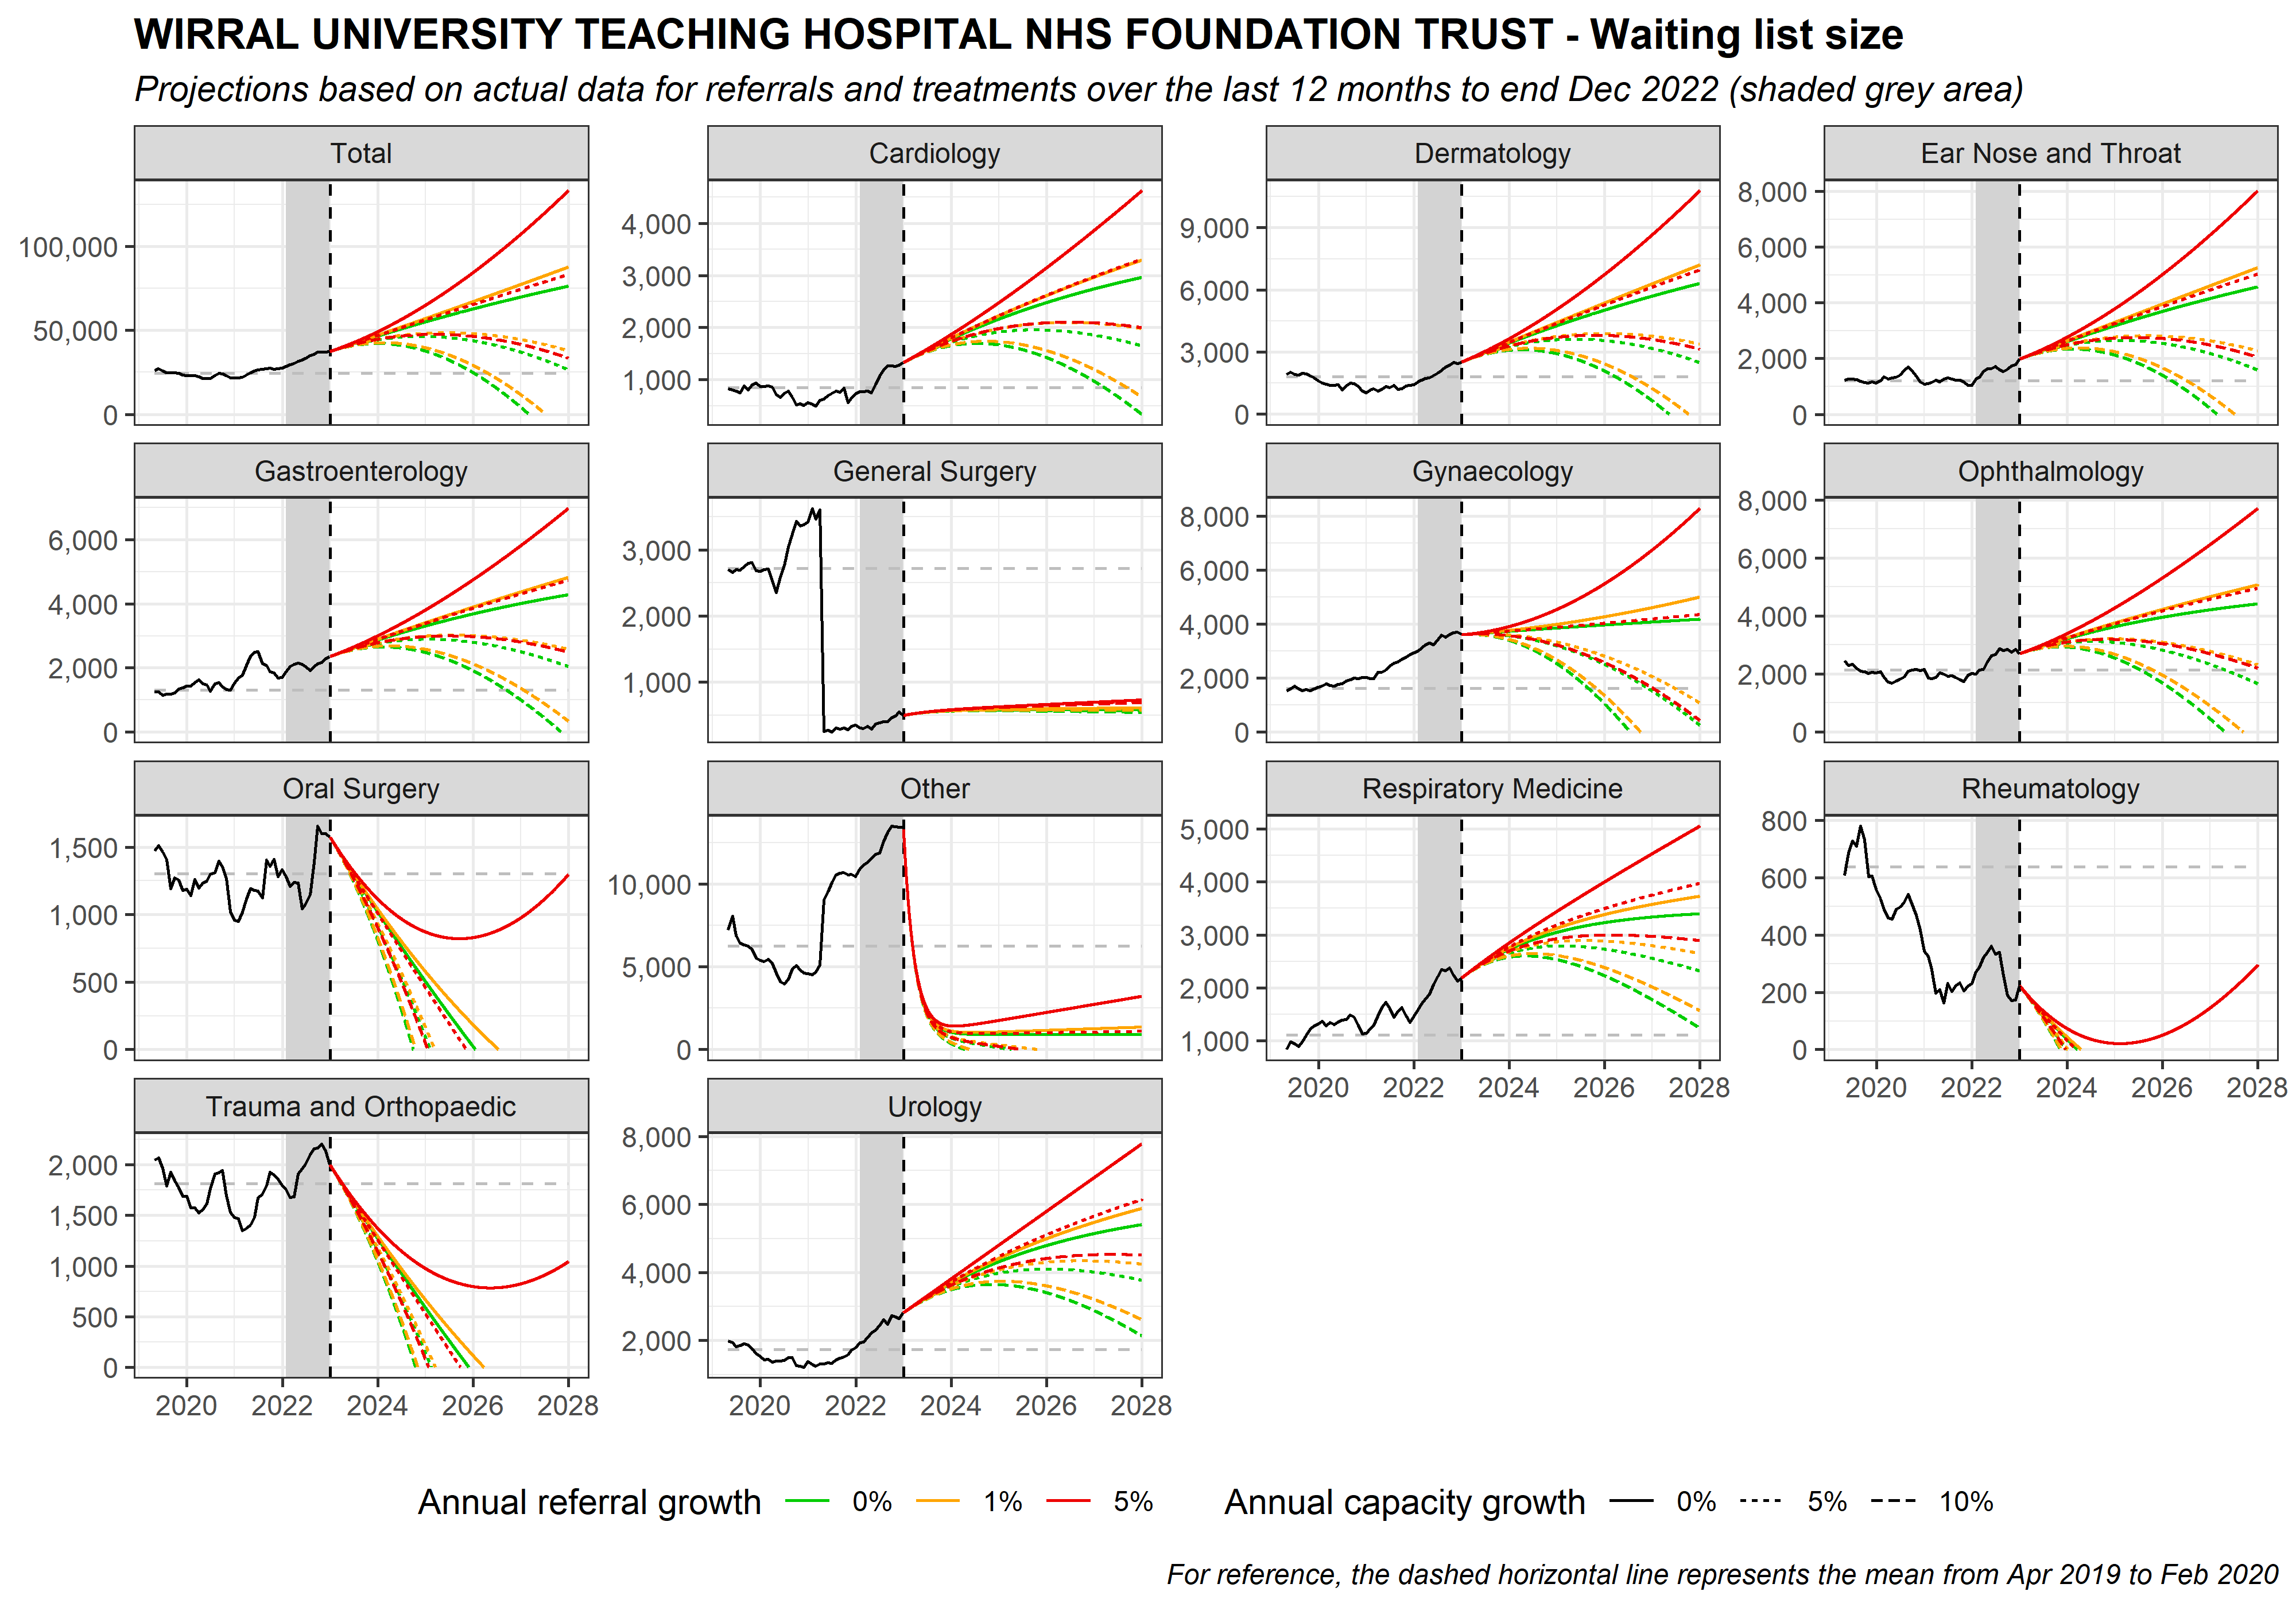 WIRRAL UNIVERSITY TEACHING HOSPITAL NHS FOUNDATION TRUST - Waiting list size
Projections based on actual data for referrals and treatments over the last 12 months to end Dec 2022 (shaded grey area)
Total
100,000
50,000
0
Cardiology
4,000
3,000
2,000
1,000
Dermatology
9,000
6,000
3,000
0
Ear Nose and Throat
8,000
6,000
4,000
2,000
0
Gastroenterology
6,000
4,000
2,000
0
General Surgery
3,000
2,000
1,000
Gynaecology
8,000
6,000
4,000
2,000
0
Ophthalmology
8,000
6,000
4,000
2,000
0
Oral Surgery
1,500
1,000
500
0
Other
10,000
5,000
0
Respiratory Medicine
5,000
4,000
3,000
2,000
1,000
2020 2022 2024 2026 2028
Rheumatology
800
600
400
200
0
2020 2022 2024 2026 2028
Trauma and Orthopaedic
2,000
1,500
1,000
500
0
2020 2022 2024 2026 2028
Urology
8,000
6,000
4,000
2,000
2020 2022 2024 2026 2028
Annual referral growth 0% 1% 5% Annual capacity growth 0% 5% 10%
For reference, the dashed horizontal line represents the mean from Apr 2019 to Feb 2020